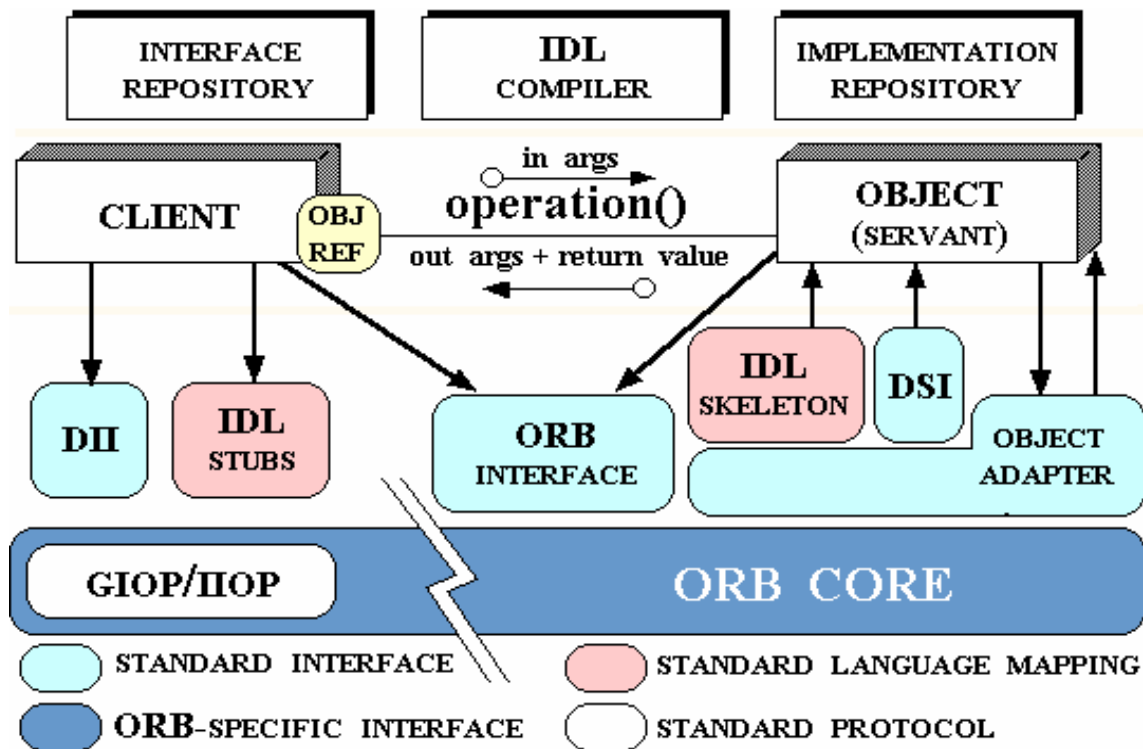 INTERFACE
REPOSITORY
IDL
COMPILER
IMPLEMENTATION
REPOSITORY
in args
operation()
out args + return value
CLIENT
OBJ
REF
OBJECT
(SERVANT)
DII
IDL
STUBS
ORB
INTERFACE
IDL
SKELETON
DSI
OBJECT
ADAPTER
GIOP/IIOP
ORB CORE
STANDARD INTERFACE
STANDARD LANGUAGE MAPPING
ORB-SPECIFIC INTERFACE
STANDARD PROTOCOL